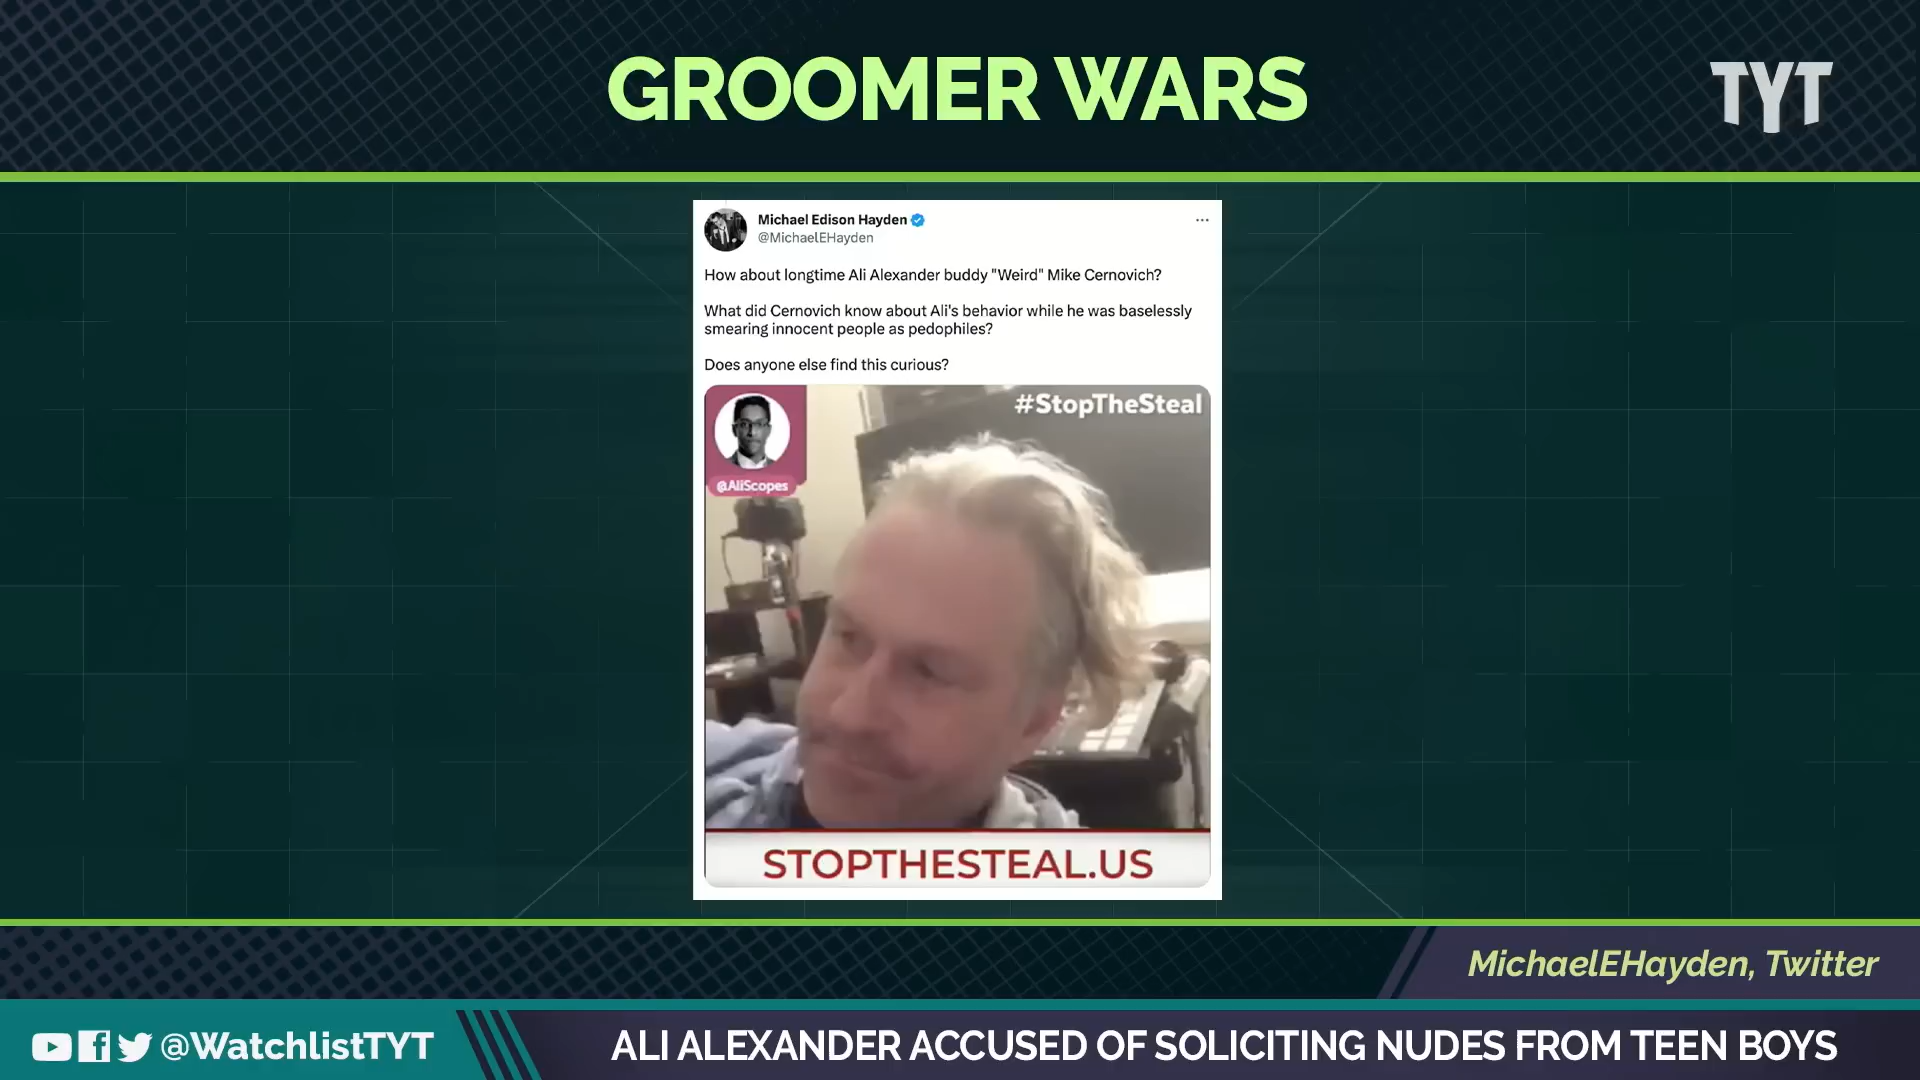 GROOMER WARS
TYT
Michael Edison Hayden
@MichaelEHayden
How about longtime Ali Alexander buddy "Weird" Mike Cernovich?
What did Cernovich know about Ali's behavior while he was baselessly
smearing innocent people as pedophiles?
Does anyone else find this curious?
#StopTheSteal
@AliScopes
STOPTHESTEAL.US
MichaelEHayden, Twitter
@WatchlistTYT
ALI ALEXANDER ACCUSED OF SOLICITING NUDES FROM TEEN BOYS